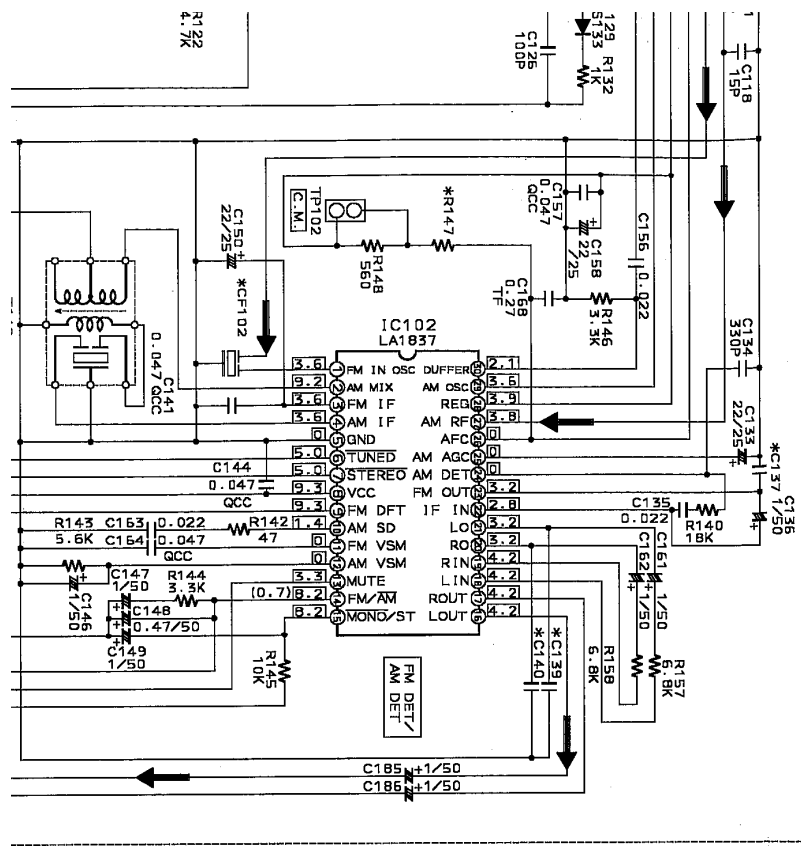 R122
4.7K
C126
100P
129
S133
R132
1K
C118
15P
TP102
C.M.
*R147
R148
560
C157
0.047
QCC
C158
22
/25
C156
0.022
C150
22/25
*CF102
C168
0.27
TF
R146
3.3K
C134
330P
IC102
LA1837
C141
0.047 QCC
3.6 1 FM IN OSC DUFFER 30 2.1
9.2 2 AM MIX AM OSC 29 3.6
3.6 3 FM IF REG 28 3.9
3.6 4 AM IF AM RF 27 3.8
0 5 GND AFC 26 0
5.0 6 TUNED AM AGC 25 0
5.0 7 STEREO AM DET 24 0
9.3 8 VCC FM OUT 23 3.2
9.3 9 FM DFT IF IN 22 2.8
1.4 10 AM SD LO 21 3.2
0 11 FM VSM RO 20 3.2
0 12 AM VSM RIN 19 4.2
3.3 13 MUTE LIN 18 4.2
(0.7) 8.2 14 FM/AM ROUT 17 4.2
8.2 15 MONO/ST LOUT 16 4.2
C133
22/25
*C137
C136
1/50
C144
0.047
QCC
C135
0.022
R140
18K
R143
5.6K
C163
0.022
C164
0.047
QCC
R142
47
C146
1/50
C147
1/50
R144
3.3K
C148
0.47/50
C149
1/50
R145
10K
C162
1/50
C161
1/50
*C140
*C139
R158
6.8K
R157
6.8K
FM DET/
AM DET
C185 +1/50
C186 +1/50